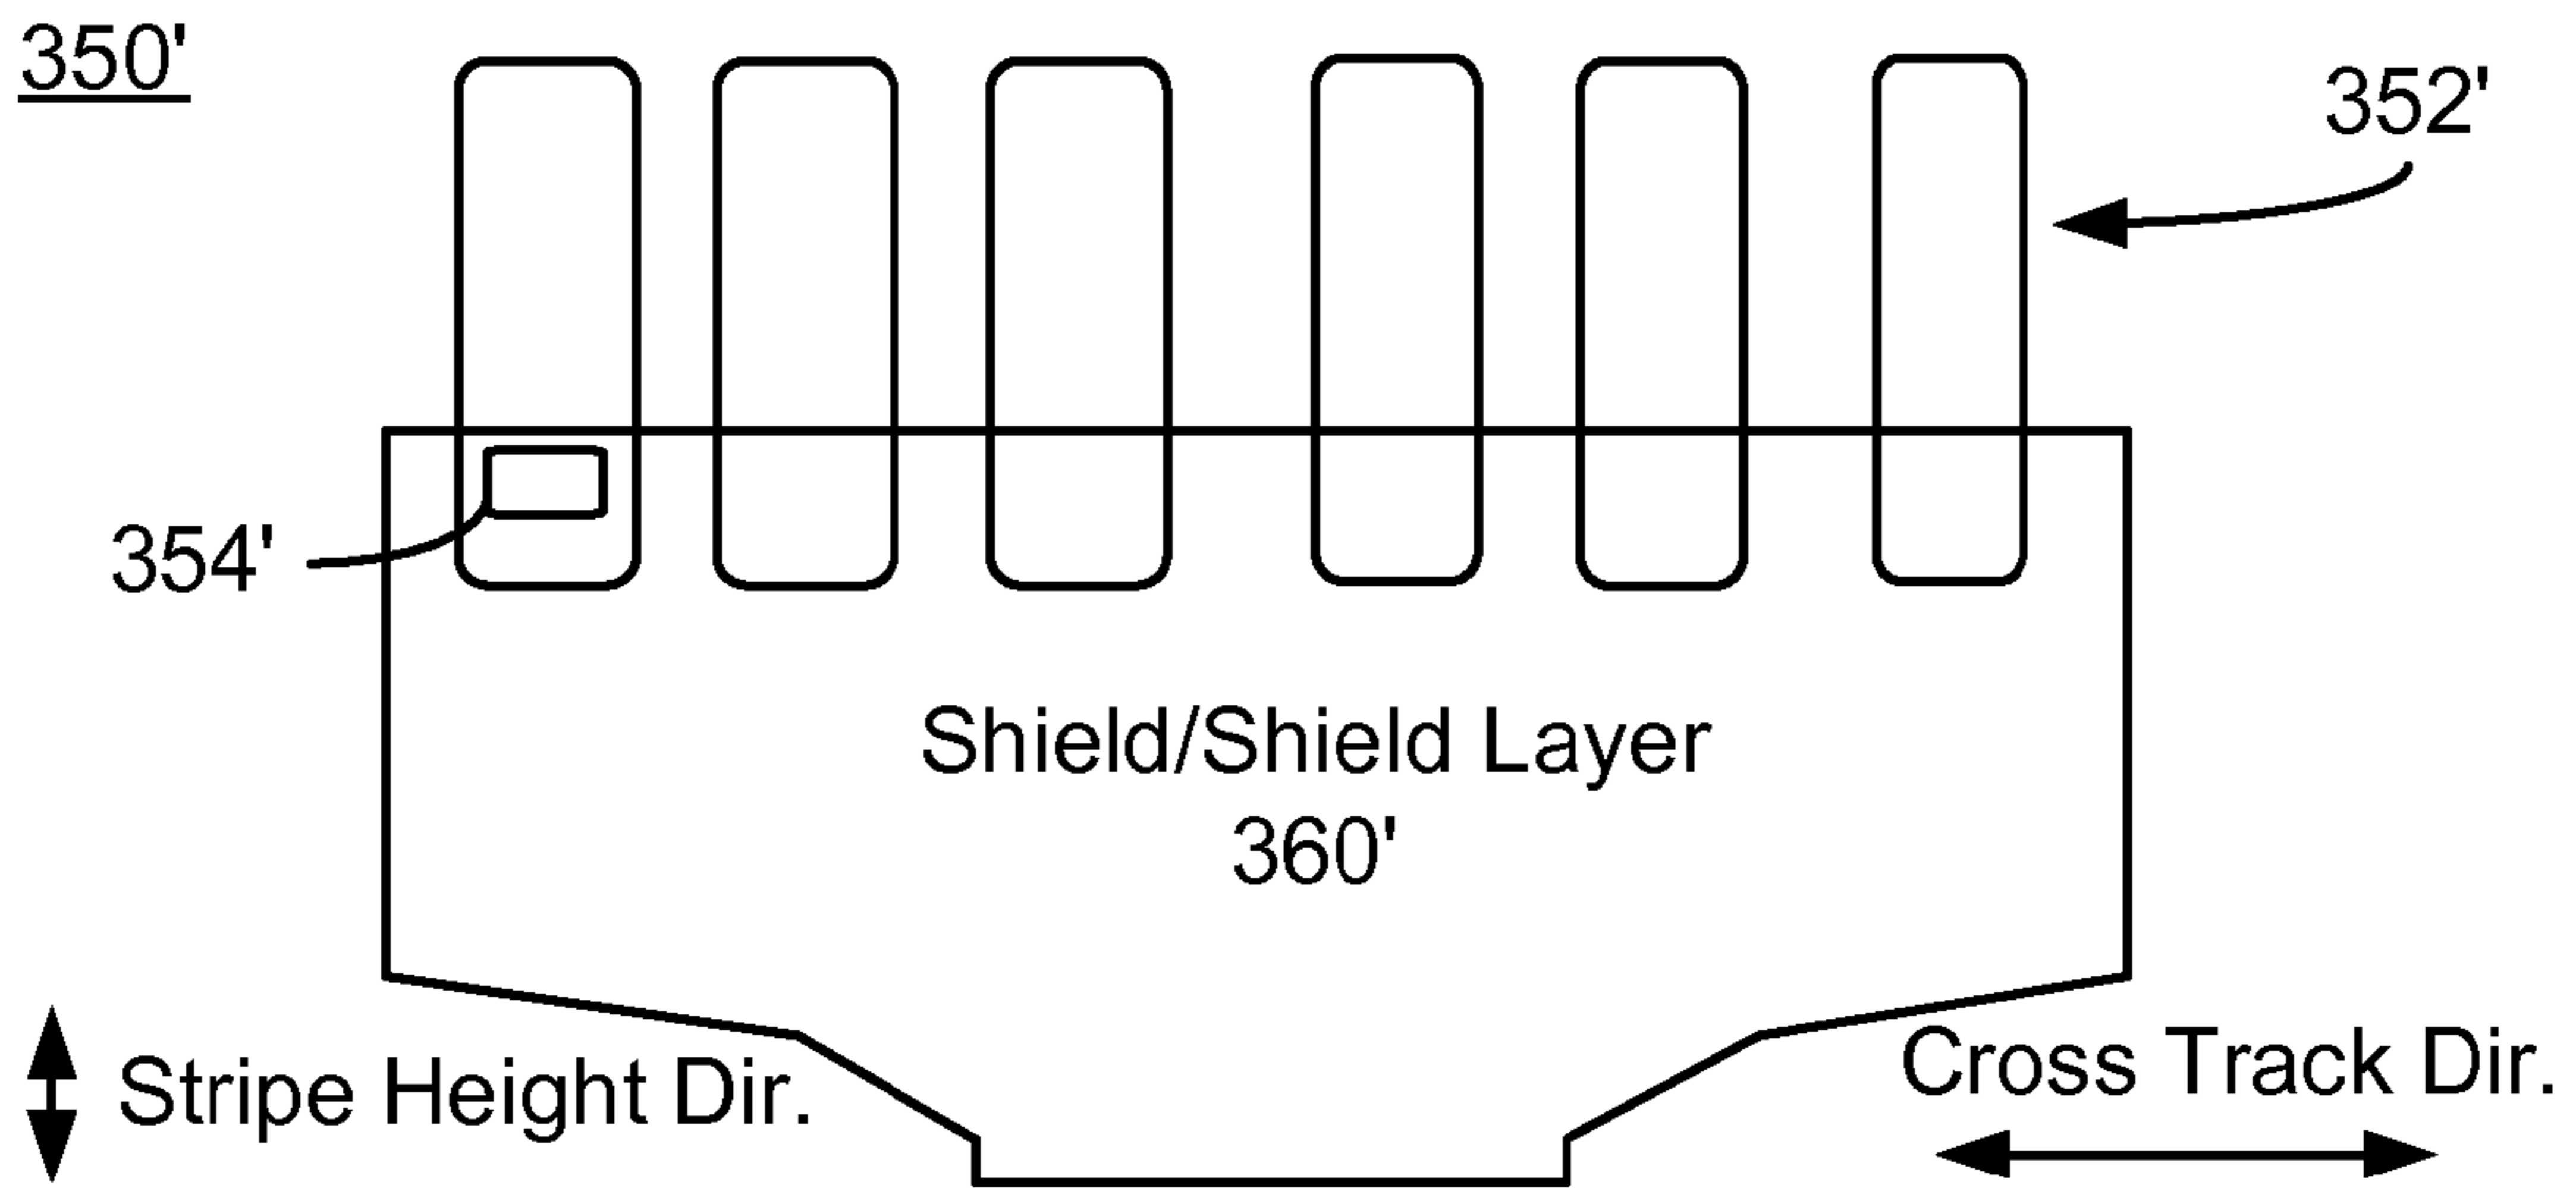 350'
352'
354'
Shield/Shield Layer
360'
Stripe Height Dir.
Cross Track Dir.